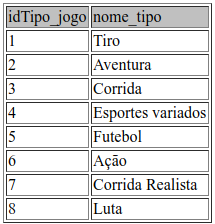 idTipo_jogo nome_tipo
1 Tiro
2 Aventura
3 Corrida
4 Esportes variados
5 Futebol
6 Ação
7 Corrida Realista
8 Luta